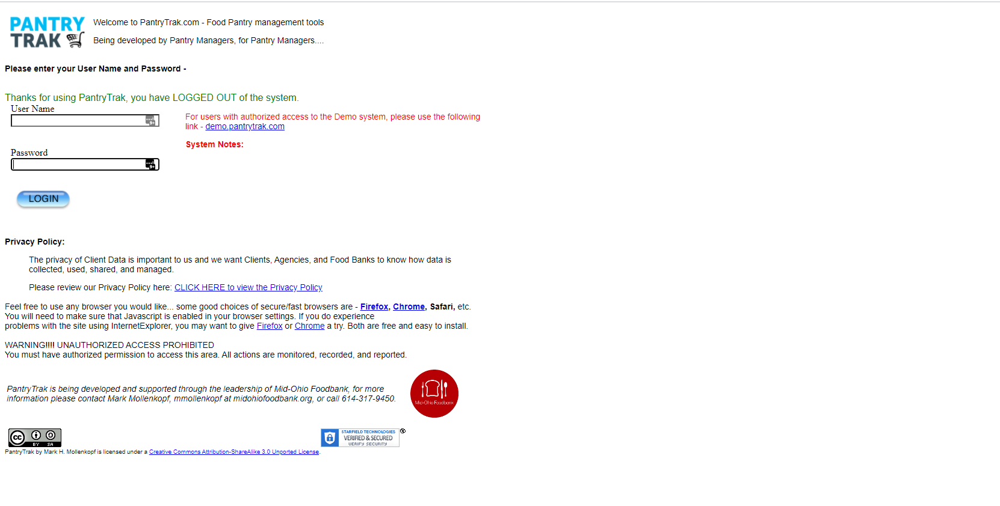 PANTRY
TRAK
Welcome to PantryTrak.com - Food Pantry management tools
Being developed by Pantry Managers, for Pantry Managers....
Please enter your User Name and Password -
Thanks for using PantryTrak, you have LOGGED OUT of the system.
User Name
For users with authorized access to the Demo system, please use the following
link - demo.pantrytrak.com
System Notes:
Password
LOGIN
Privacy Policy:
The privacy of Client Data is important to us and we want Clients, Agencies, and Food Banks to know how data is
collected, used, shared, and managed.
Please review our Privacy Policy here: CLICK HERE to view the Privacy Policy
Feel free to use any browser you would like... some good choices of secure/fast browsers are - Firefox, Chrome, Safari, etc.
You will need to make sure that Javascript is enabled in your browser settings. If you do experience
problems with the site using InternetExplorer, you may want to give Firefox or Chrome a try. Both are free and easy to install.
WARNING!!!! UNAUTHORIZED ACCESS PROHIBITED
You must have authorized permission to access this area. All actions are monitored, recorded, and reported.
PantryTrak is being developed and supported through the leadership of Mid-Ohio Foodbank, for more
information please contact Mark Mollenkopf, mmollenkopf at midohiofoodbank.org, or call 614-317-9450.
Mid-Ohio Foodbank
cc BY SA
STARFIELD TECHNOLOGIES ®
VERIFIED & SECURED
VERIFY SECURITY
PantryTrak by Mark H. Mollenkopf is licensed under a Creative Commons Attribution-ShareAlike 3.0 Unported License.